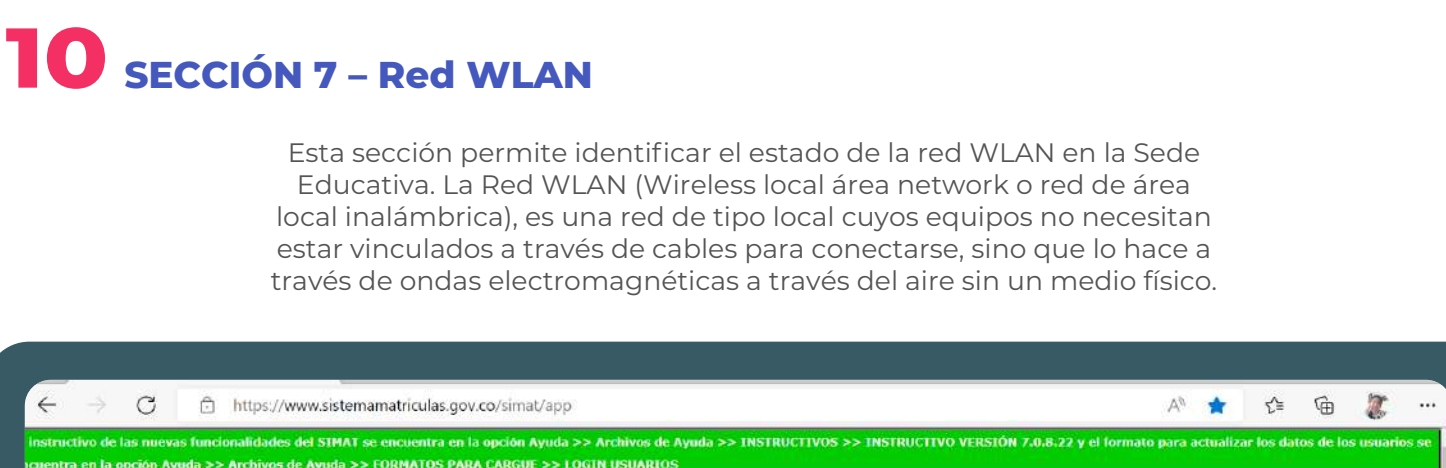 10 SECCIÓN 7 – Red WLAN
Esta sección permite identificar el estado de la red WLAN en la Sede
Educativa. La Red WLAN (Wireless local área network o red de área
local inalámbrica), es una red de tipo local cuyos equipos no necesitan
estar vinculados a través de cables para conectarse, sino que lo hace a
través de ondas electromagnéticas a través del aire sin un medio físico.
https://www.sistemamatriculas.gov.co/simat/app
instructivo de las nuevas funcionalidades del SIMAT se encuentra en la opción Ayuda >> Archivos de Ayuda >> INSTRUCTIVOS >> INSTRUCTIVO VERSIÓN 7.0.8.22 y el formato para actualizar los datos de los usuarios se
cuentra en la opción Ayuda >> Archivos de Ayuda >> FORMATOS PARA CARGUE >> LOGIN USUARIOS